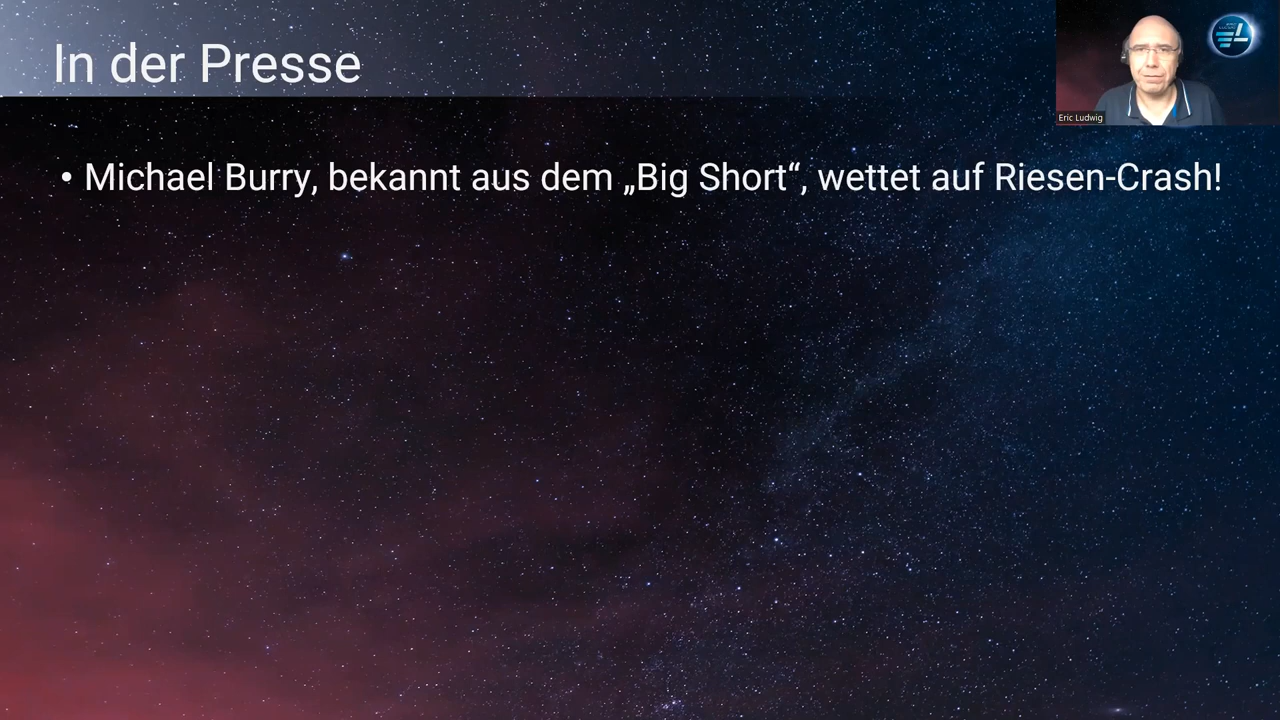 In der Presse
Eric Ludwig
• Michael Burry, bekannt aus dem „Big Short“, wettet auf Riesen-Crash!